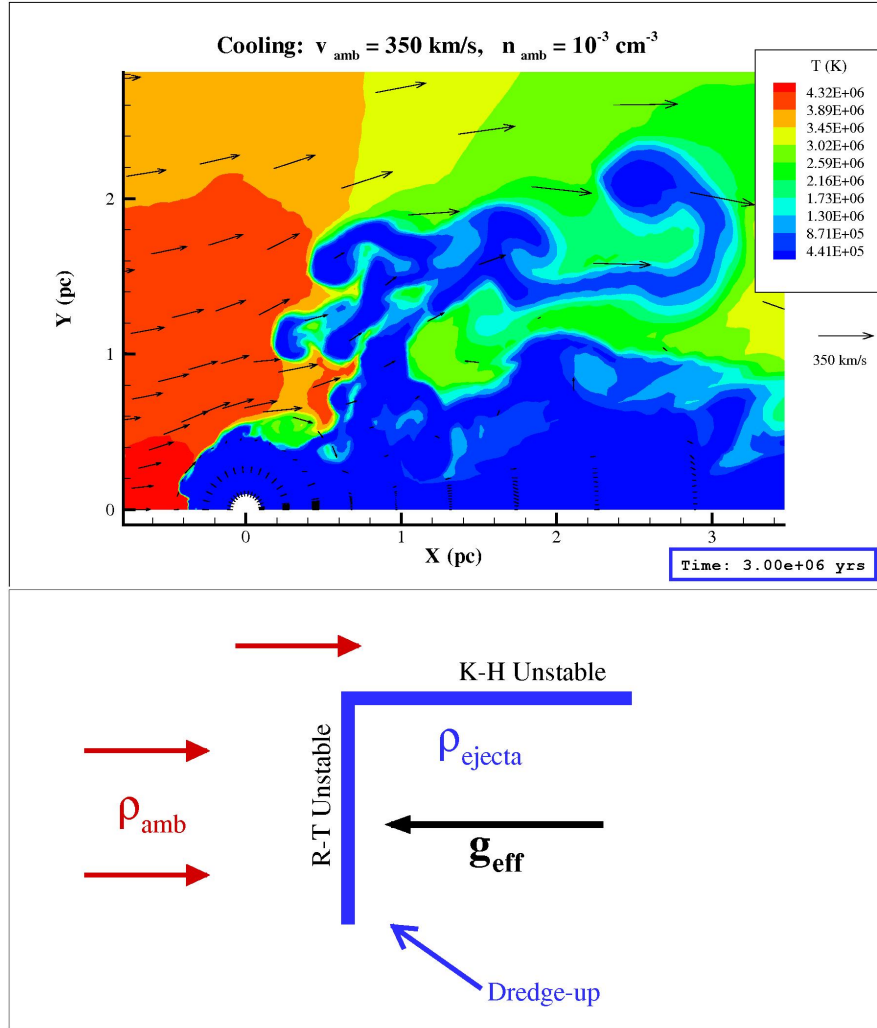 Cooling: v amb = 350 km/s, n amb = 10-3 cm-3
T (K)
4.32E+06
3.89E+06
3.45E+06
3.02E+06
2.59E+06
2.16E+06
1.73E+06
1.30E+06
8.71E+05
4.41E+05
350 km/s
Y (pc)
2
1
0
0
1
2
3
X (pc)
Time: 3.00e+06 yrs
K-H Unstable
R-T Unstable
ρejecta
ρamb
geff
Dredge-up